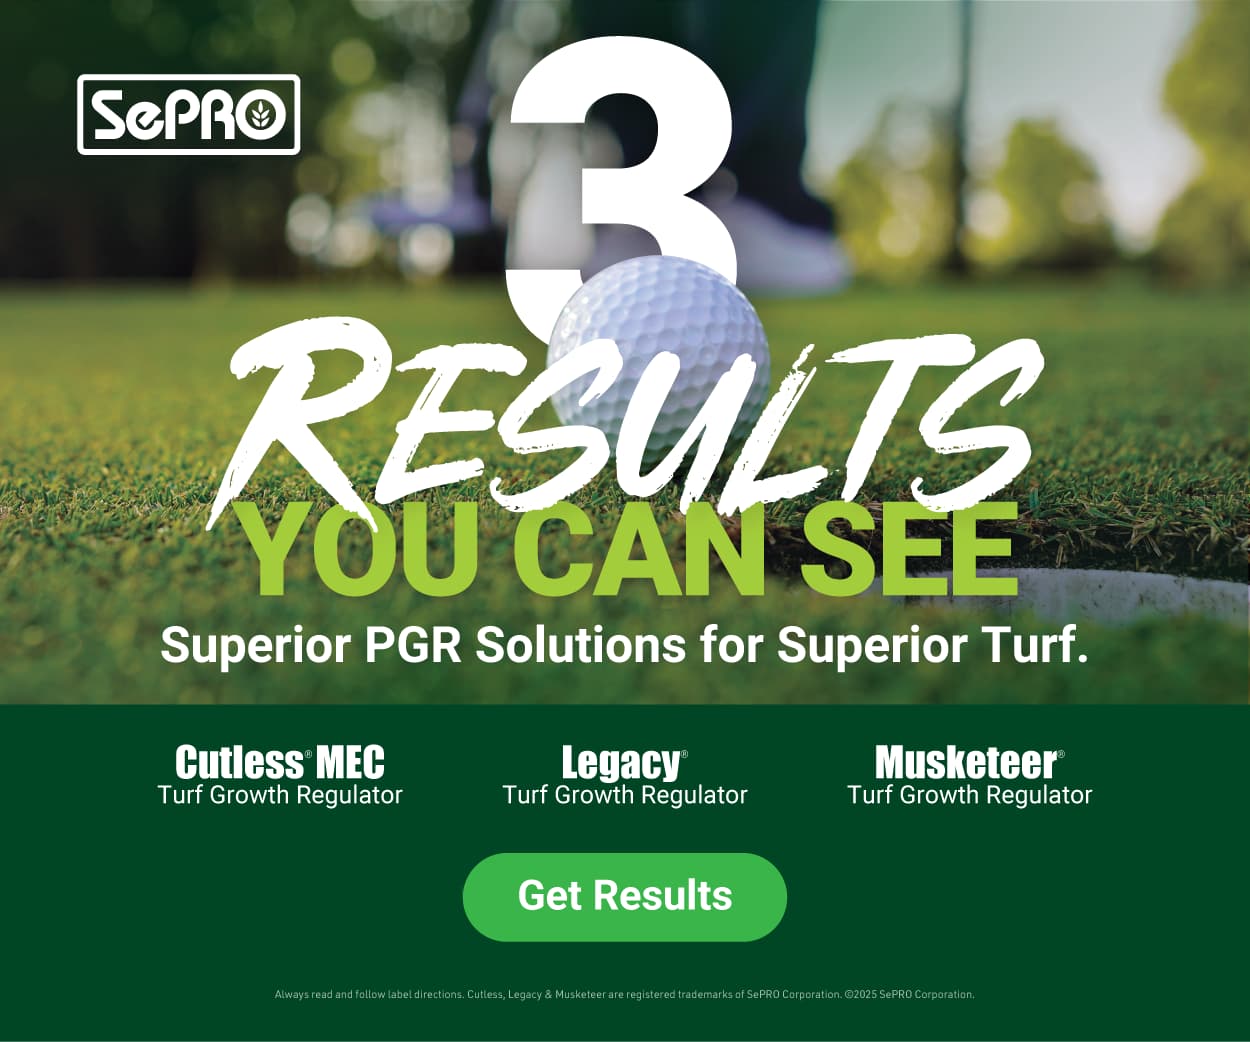 SePRO
3
RESULTS
YOU CAN SEE
Superior PGR Solutions for Superior Turf.
Cutless® MEC
Turf Growth Regulator
Legacy®
Turf Growth Regulator
Musketeer®
Turf Growth Regulator
Get Results
Always read and follow label directions. Cutless, Legacy & Musketeer are registered trademarks of SePRO Corporation. ©2025 SePRO Corporation.